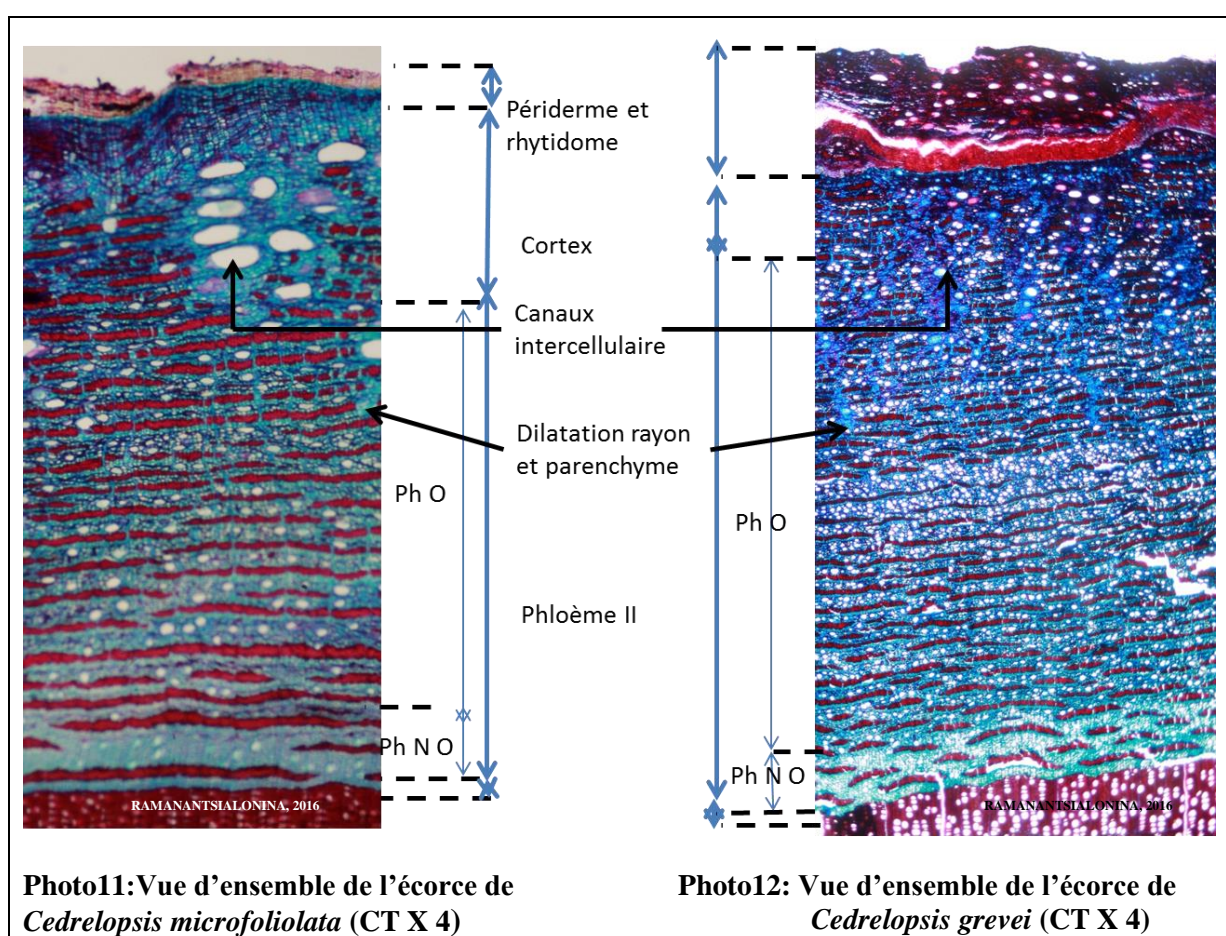 Périderme et
rhytidome
Cortex
Canaux
intercellulaire
Dilatation rayon
et parenchyme
Ph O
Ph O
Phloème II
Ph N O
Ph N O
RAMANANTSIALONINA, 2016
RAMANANTSIALONINA, 2016
Photo11:Vue d’ensemble de l’écorce de
Cedrelopsis microfoliolata (CT X 4)
Photo12: Vue d’ensemble de l’écorce de
Cedrelopsis grevei (CT X 4)